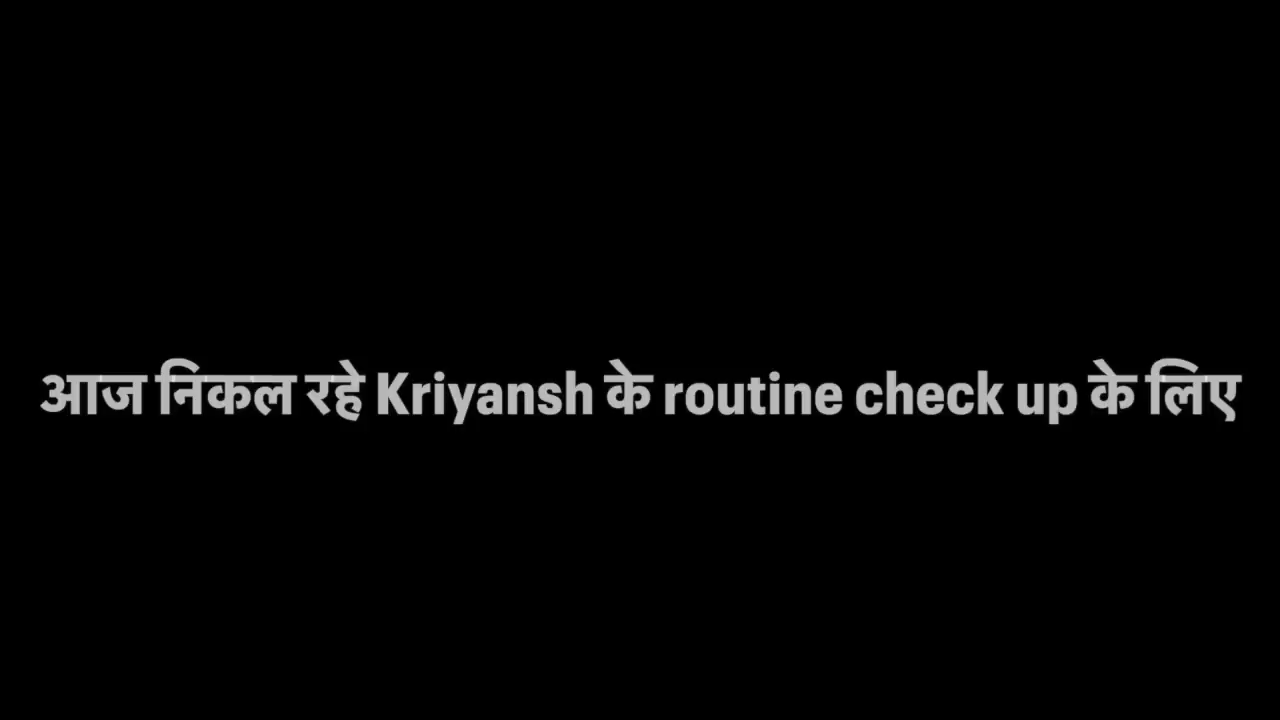 आज निकल रहे Kriyansh के routine check up के लिए